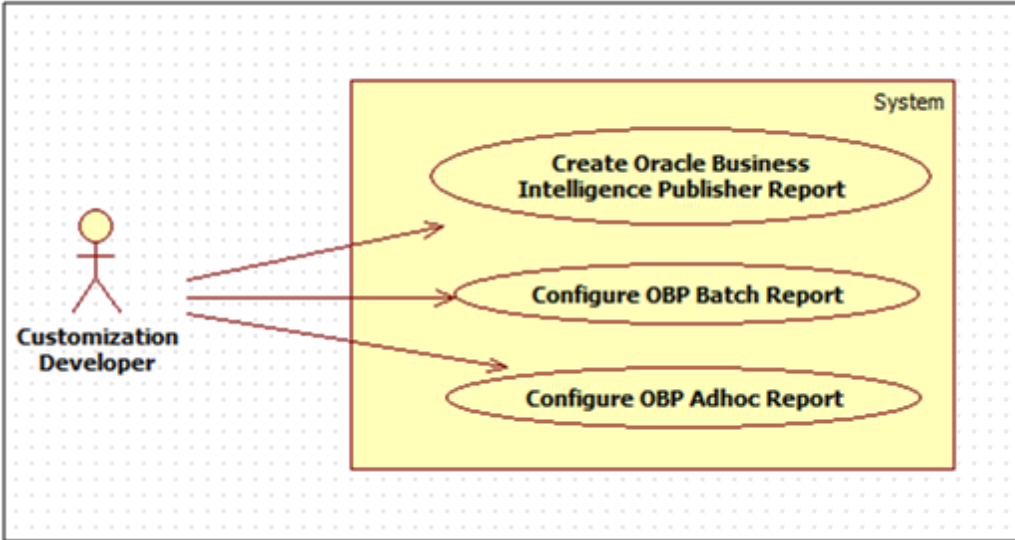 System
Create Oracle Business
Intelligence Publisher Report
Configure OBP Batch Report
Customization
Developer
Configure OBP Adhoc Report